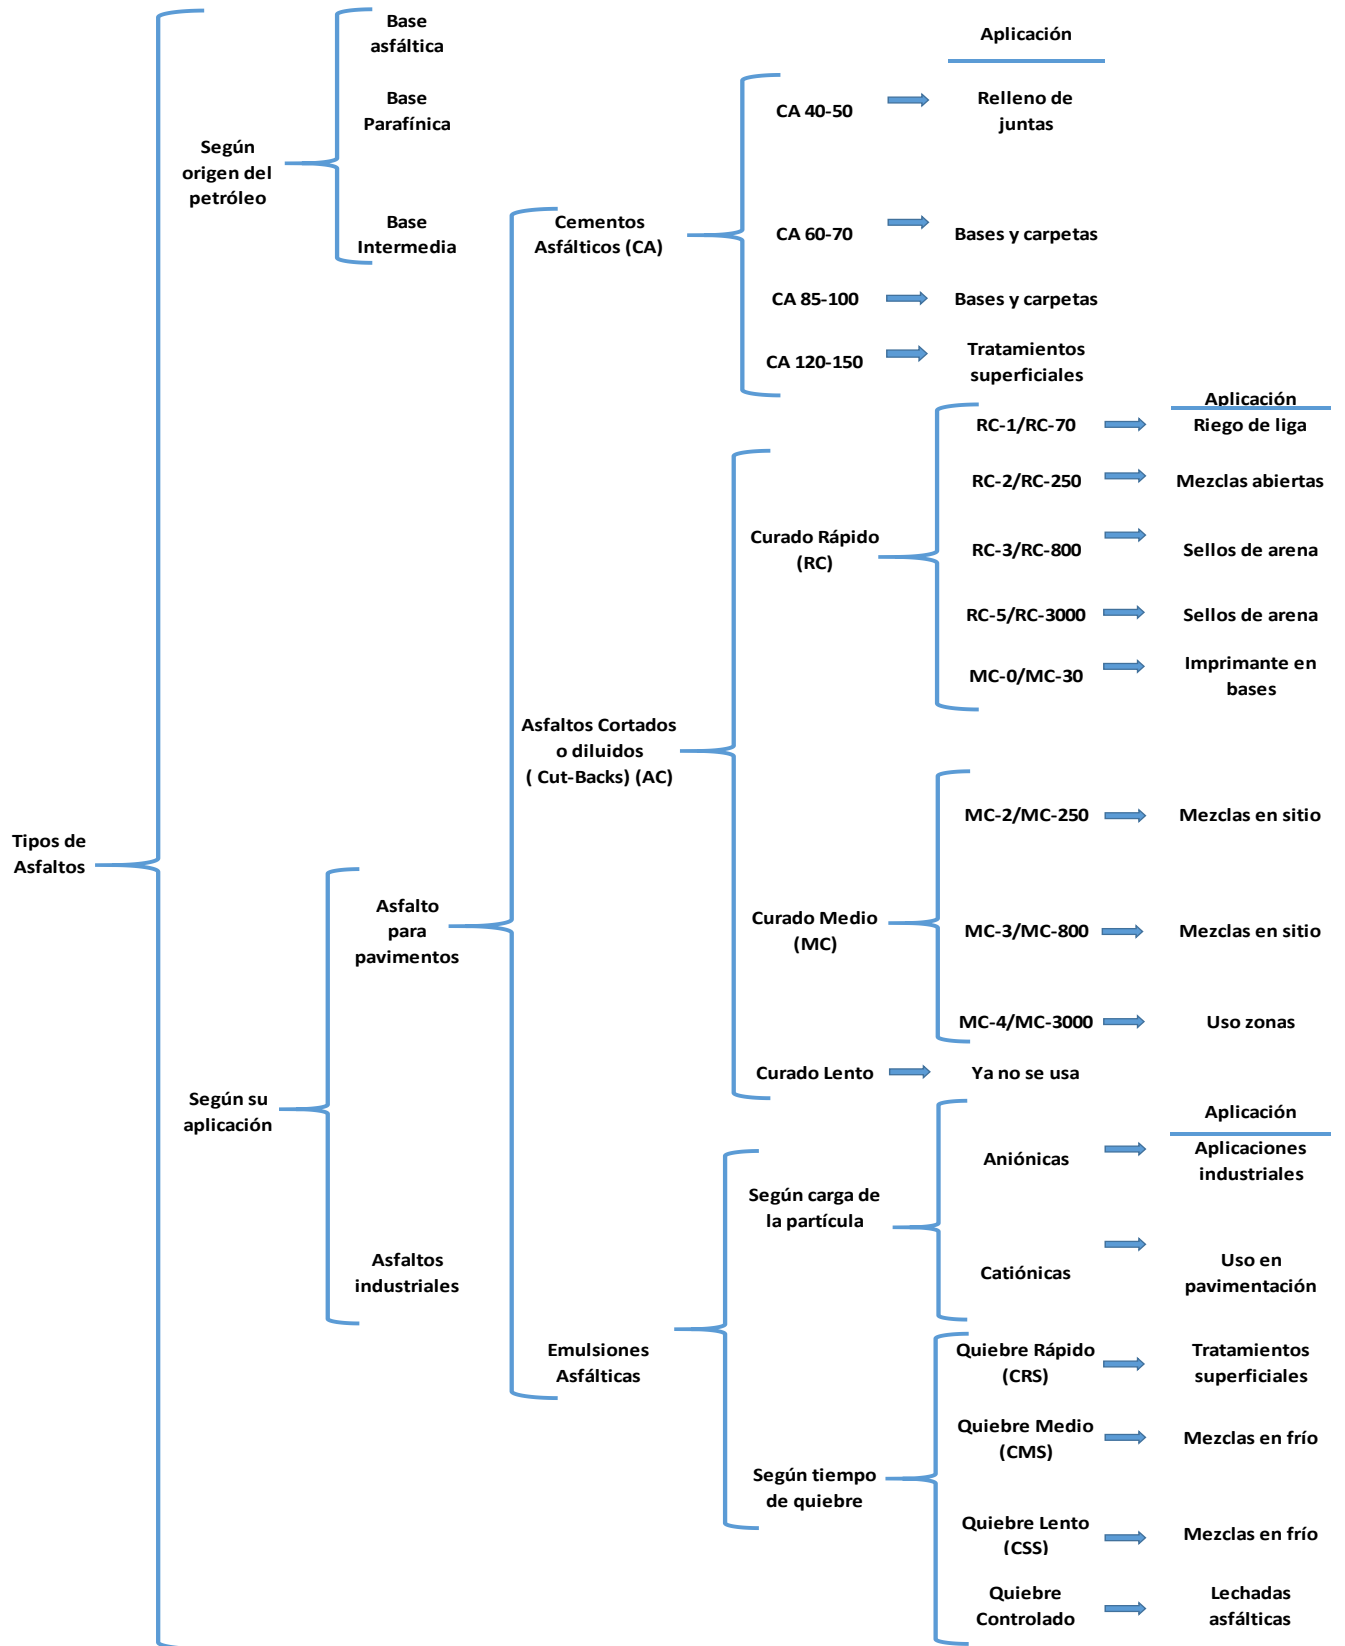 Tipos de
Asfaltos
Según
origen del
petróleo
Base
asfáltica
Base
Parafínica
Base
Intermedia
Según su
aplicación
Asfalto
para
pavimentos
Cementos
Asfálticos (CA)
Aplicación
CA 40-50
Relleno de
juntas
CA 60-70
Bases y carpetas
CA 85-100
Bases y carpetas
CA 120-150
Tratamientos
superficiales
Asfaltos Cortados
o diluidos
( Cut-Backs) (AC)
Curado Rápido
(RC)
Aplicación
RC-1/RC-70
Riego de liga
RC-2/RC-250
Mezclas abiertas
RC-3/RC-800
Sellos de arena
RC-5/RC-3000
Sellos de arena
MC-0/MC-30
Imprimante en
bases
Curado Medio
(MC)
MC-2/MC-250
Mezclas en sitio
MC-3/MC-800
Mezclas en sitio
MC-4/MC-3000
Uso zonas
Curado Lento
Ya no se usa
Emulsiones
Asfálticas
Según carga de
la partícula
Aplicación
Aniónicas
Aplicaciones
industriales
Catiónicas
Uso en
pavimentación
Según tiempo
de quiebre
Quiebre Rápido
(CRS)
Tratamientos
superficiales
Quiebre Medio
(CMS)
Mezclas en frío
Quiebre Lento
(CSS)
Mezclas en frío
Quiebre
Controlado
Lechadas
asfálticas
Asfaltos
industriales